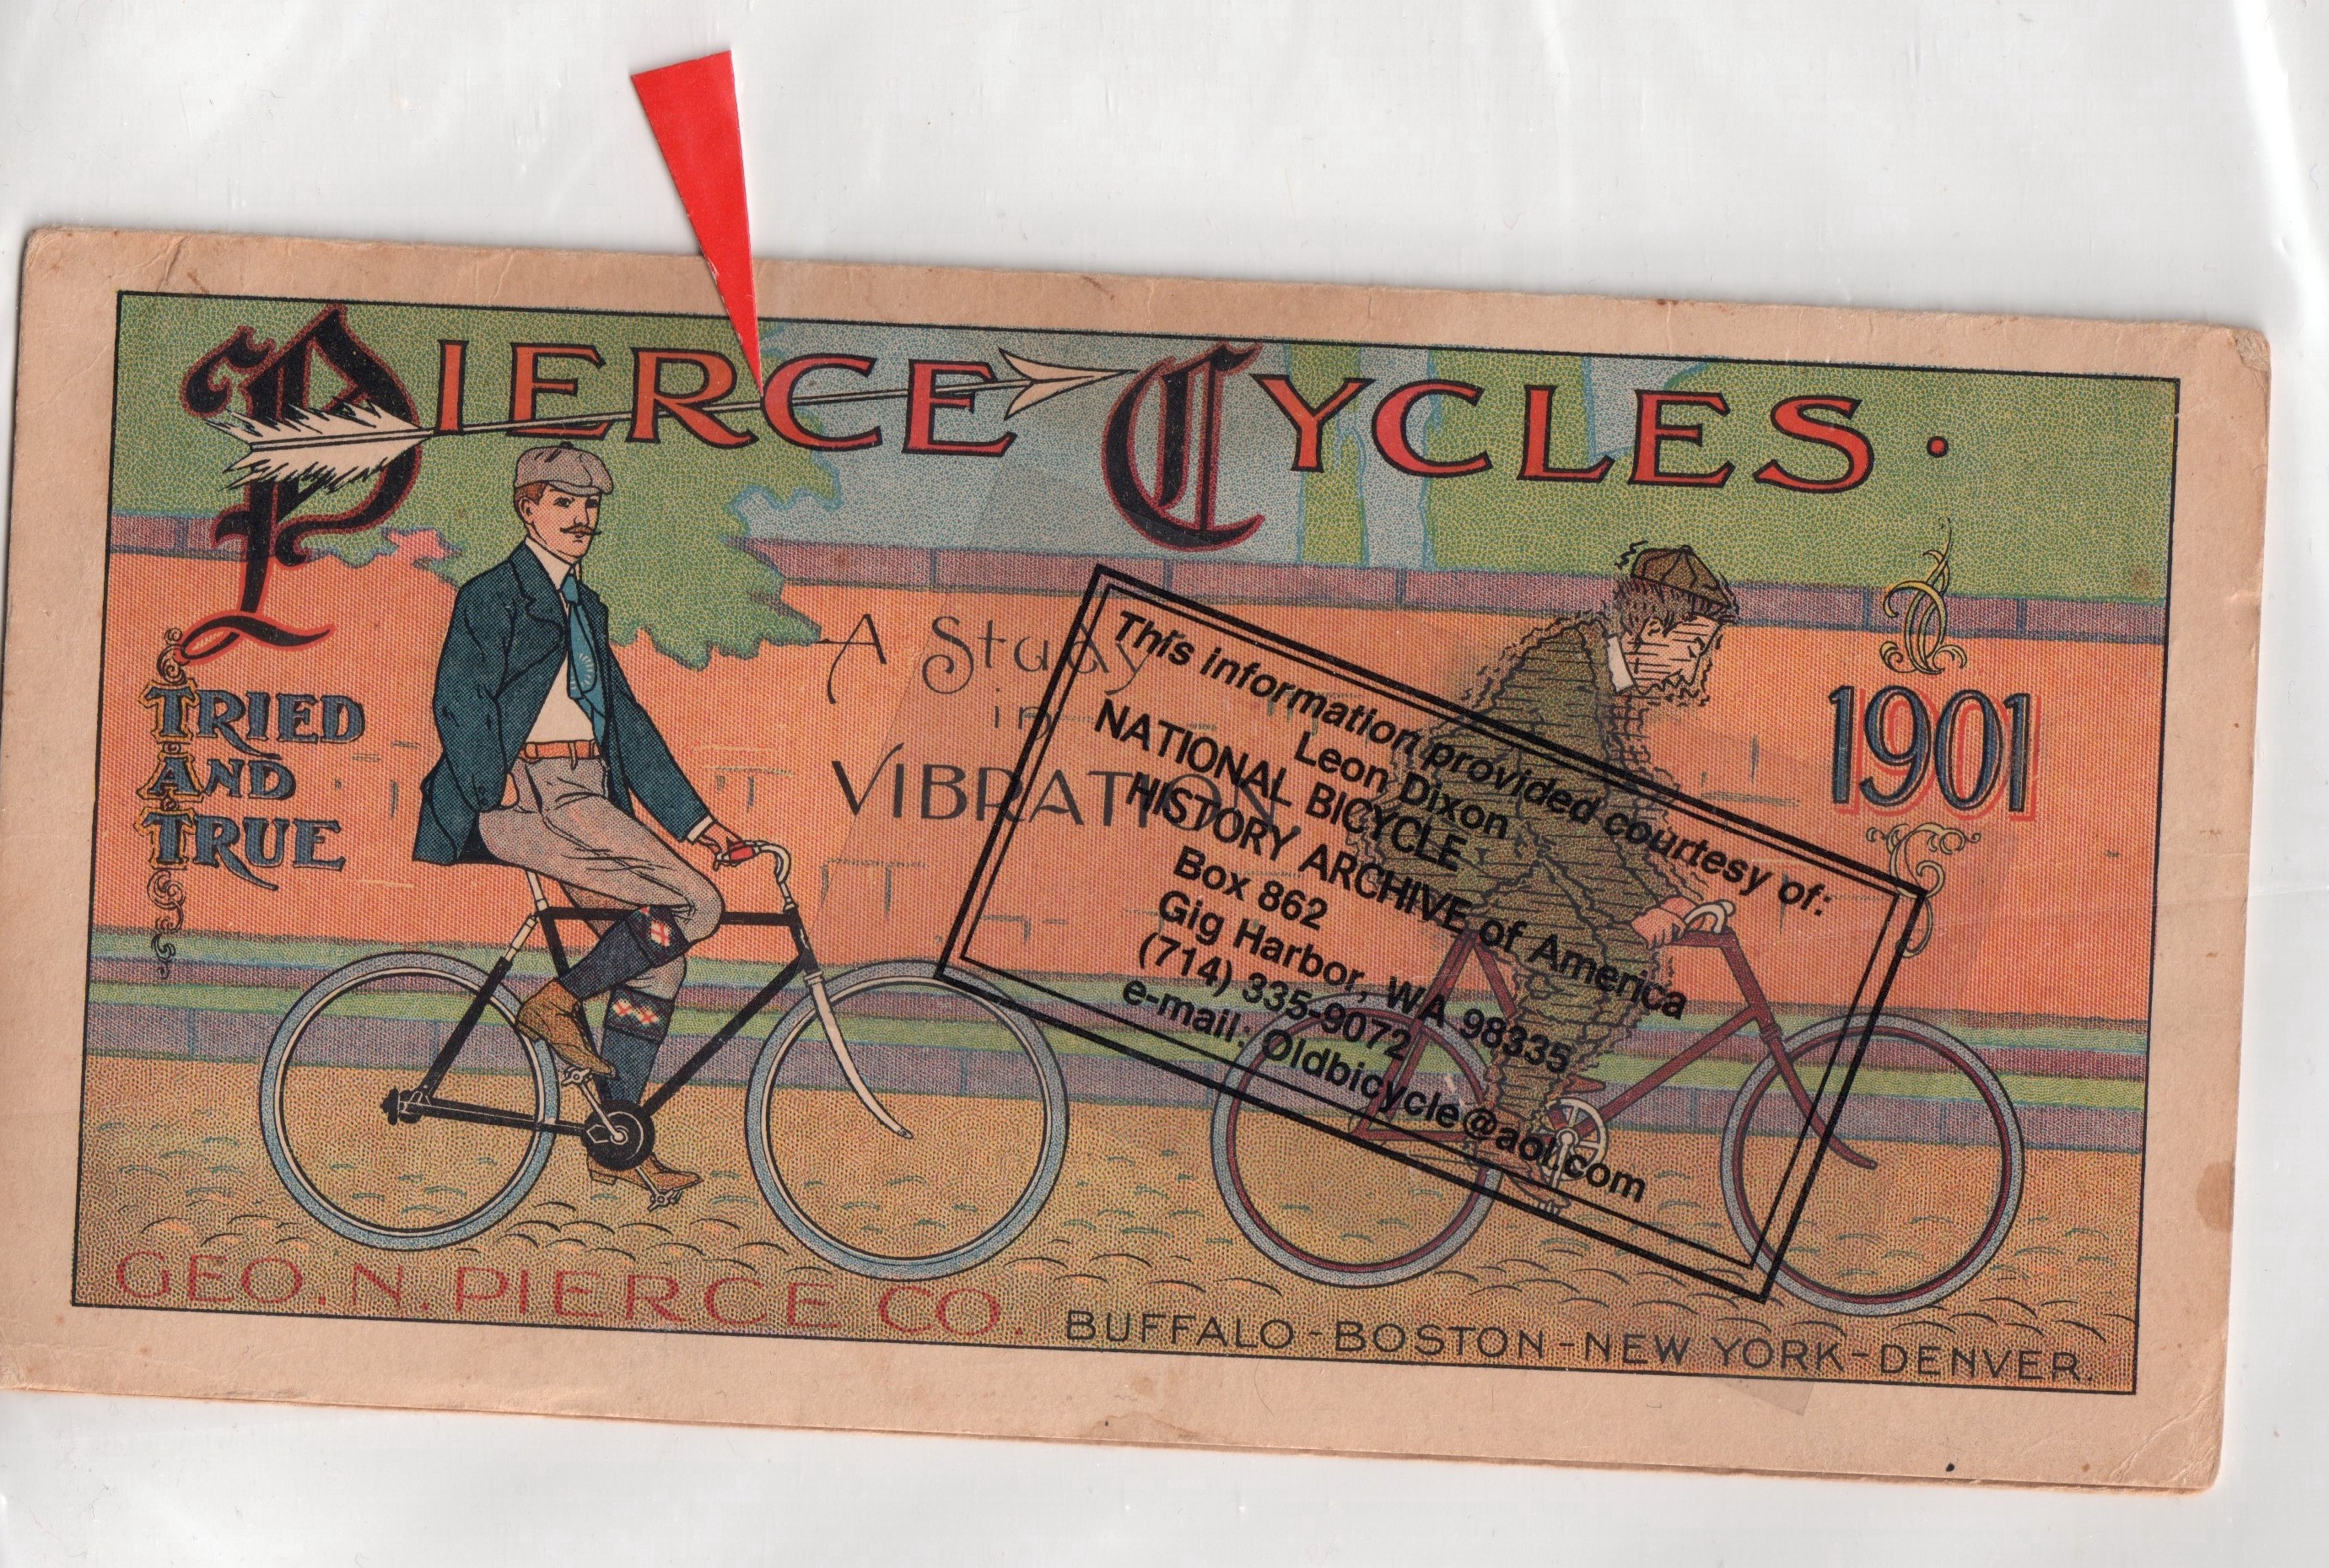 PIERCE CYCLES.
TRIED
AND
TRUE
A Study
in
VIBRATION
1901
This information provided courtesy of:
Leon Dixon
NATIONAL BICYCLE
HISTORY ARCHIVE of America
Box 862
Gig Harbor, WA 98335
(714) 335-9072
e-mail: Oldbicycle@aol.com
GEO. N. PIERCE CO. BUFFALO-BOSTON-NEW YORK-DENVER.